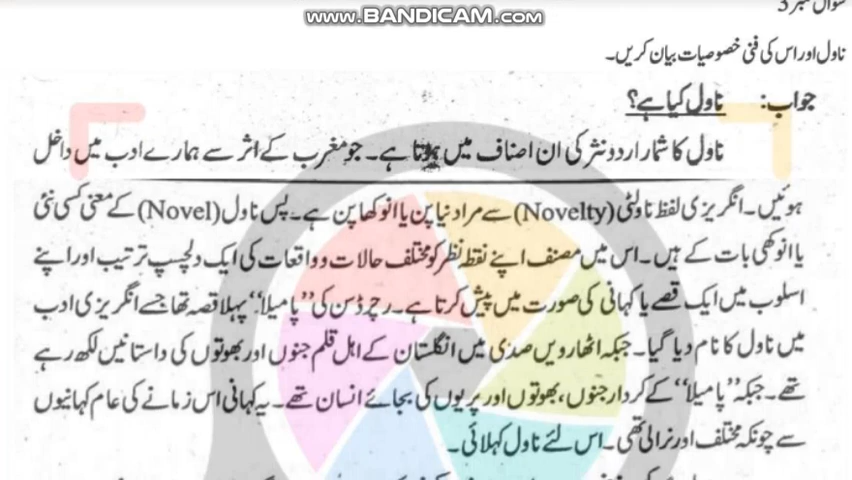 www.BANDICAM.com
سوال نمبر 3
ناول اور اس کی فنی خصوصیات بیان کریں۔
جواب: ناول کیا ہے؟
ناول کا شمار اردو نثر کی ان اصناف میں ہوتا ہے۔ جو مغرب کے اثر سے ہمارے ادب میں داخل
ہوئیں۔ انگریزی لفظ ناولٹی (Novelty) سے مراد نیا پن یا انوکھا پن ہے۔ پس ناول (Novel) کے معنی کسی نئی
یا انوکھی بات کے ہیں۔ اس میں مصنف اپنے نقطہ نظر کو مختلف حالات و واقعات کی ایک دلچسپ ترتیب اور اپنے
اسلوب میں ایک قصے یا کہانی کی صورت میں پیش کرتا ہے۔ رچرڈسن کی ”پامیلا“ پہلا قصہ تھا جسے انگریزی ادب
میں ناول کا نام دیا گیا۔ جبکہ اٹھارویں صدی میں انگلستان کے اہل قلم جنوں اور بھوتوں کی داستانیں لکھ رہے
تھے۔ جبکہ ”پامیلا“ کے کردار جنوں، بھوتوں اور پریوں کی بجائے انسان تھے۔ یہ کہانی اس زمانے کی عام کہانیوں
سے چونکہ مختلف اور نرالی تھی۔ اس لئے ناول کہلائی۔